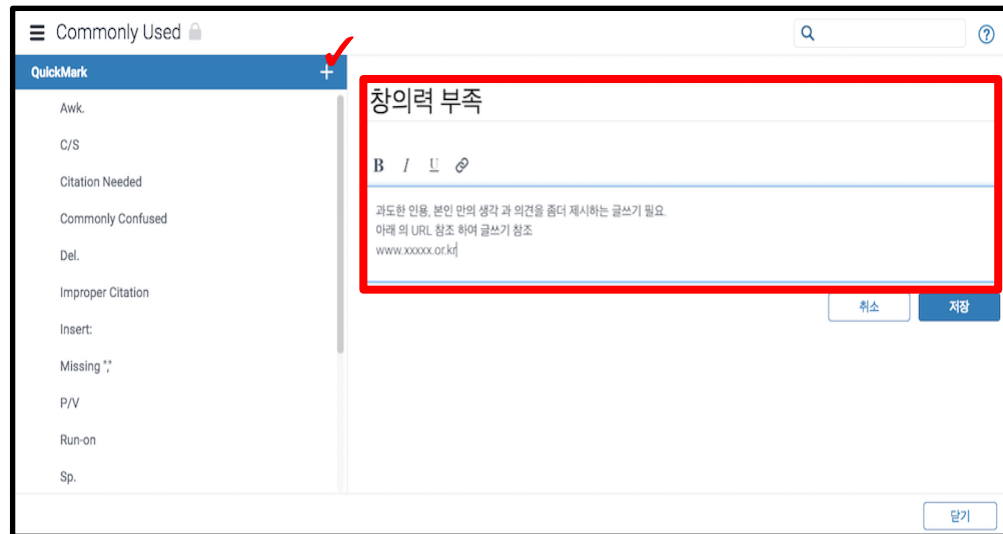 Commonly Used
QuickMark
Awk.
C/S
Citation Needed
Commonly Confused
Del.
Improper Citation
Insert:
Missing ","
P/V
Run-on
Sp.
창의력 부족
B I U
과도한 인용, 본인 만의 생각 과 의견을 좀더 제시하는 글쓰기 필요.
아래 의 URL 참조 하여 글쓰기 참조
www.xxxxx.or.kr
취소 저장
닫기